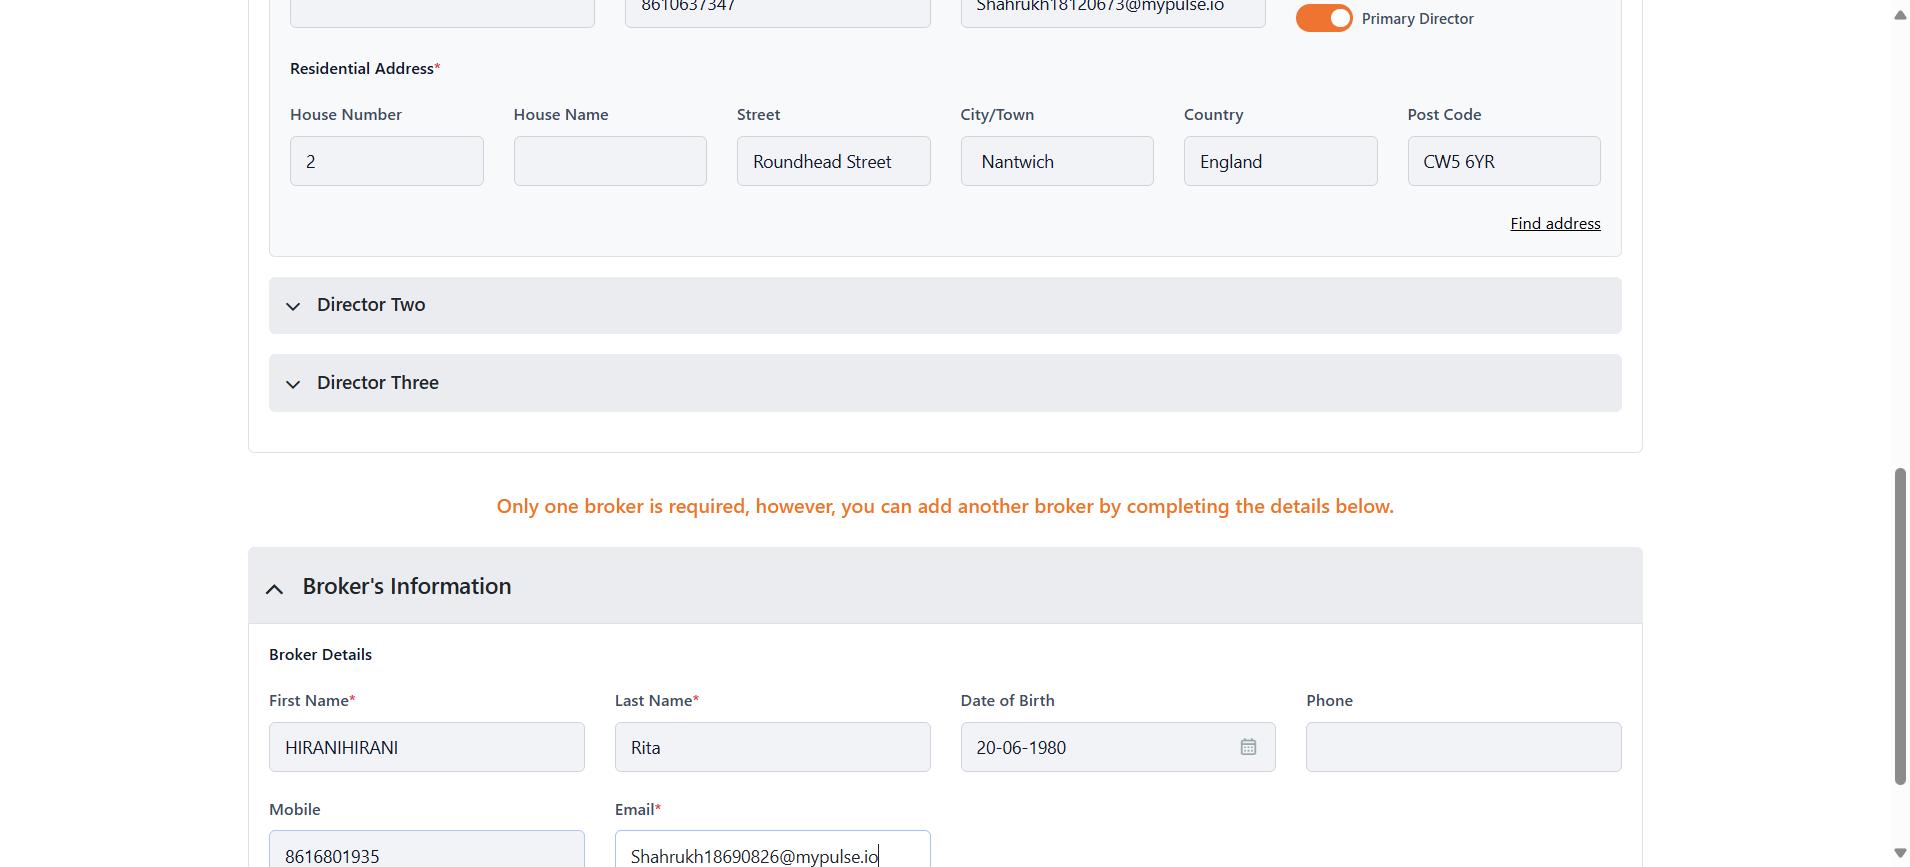 8610637347 Shahrukh18120673@mypulse.io Primary Director
Residential Address*
House Number House Name Street City/Town Country Post Code
2 Roundhead Street Nantwich England CW5 6YR
Find address
Director Two
Director Three
Only one broker is required, however, you can add another broker by completing the details below.
Broker's Information
Broker Details
First Name* Last Name* Date of Birth Phone
HIRANIHIRANI Rita 20-06-1980
Mobile Email*
8616801935 Shahrukh18690826@mypulse.io